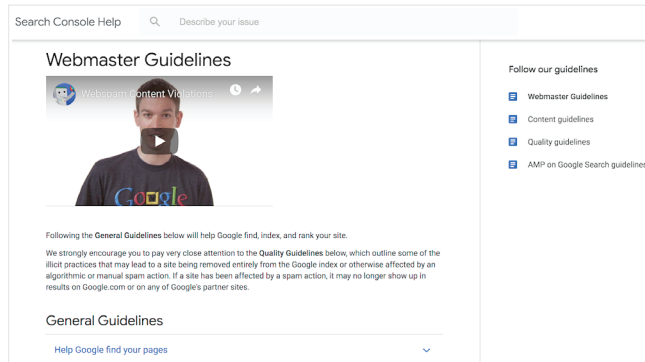 Search Console Help
Describe your issue
Webmaster Guidelines
Webspam Content Violations
Google
Following the General Guidelines below will help Google find, index, and rank your site.
We strongly encourage you to pay very close attention to the Quality Guidelines below, which outline some of the
illicit practices that may lead to a site being removed entirely from the Google index or otherwise affected by an
algorithmic or manual spam action. If a site has been affected by a spam action, it may no longer show up in
results on Google.com or on any of Google's partner sites.
General Guidelines
Help Google find your pages
Follow our guidelines
Webmaster Guidelines
Content guidelines
Quality guidelines
AMP on Google Search guidelines